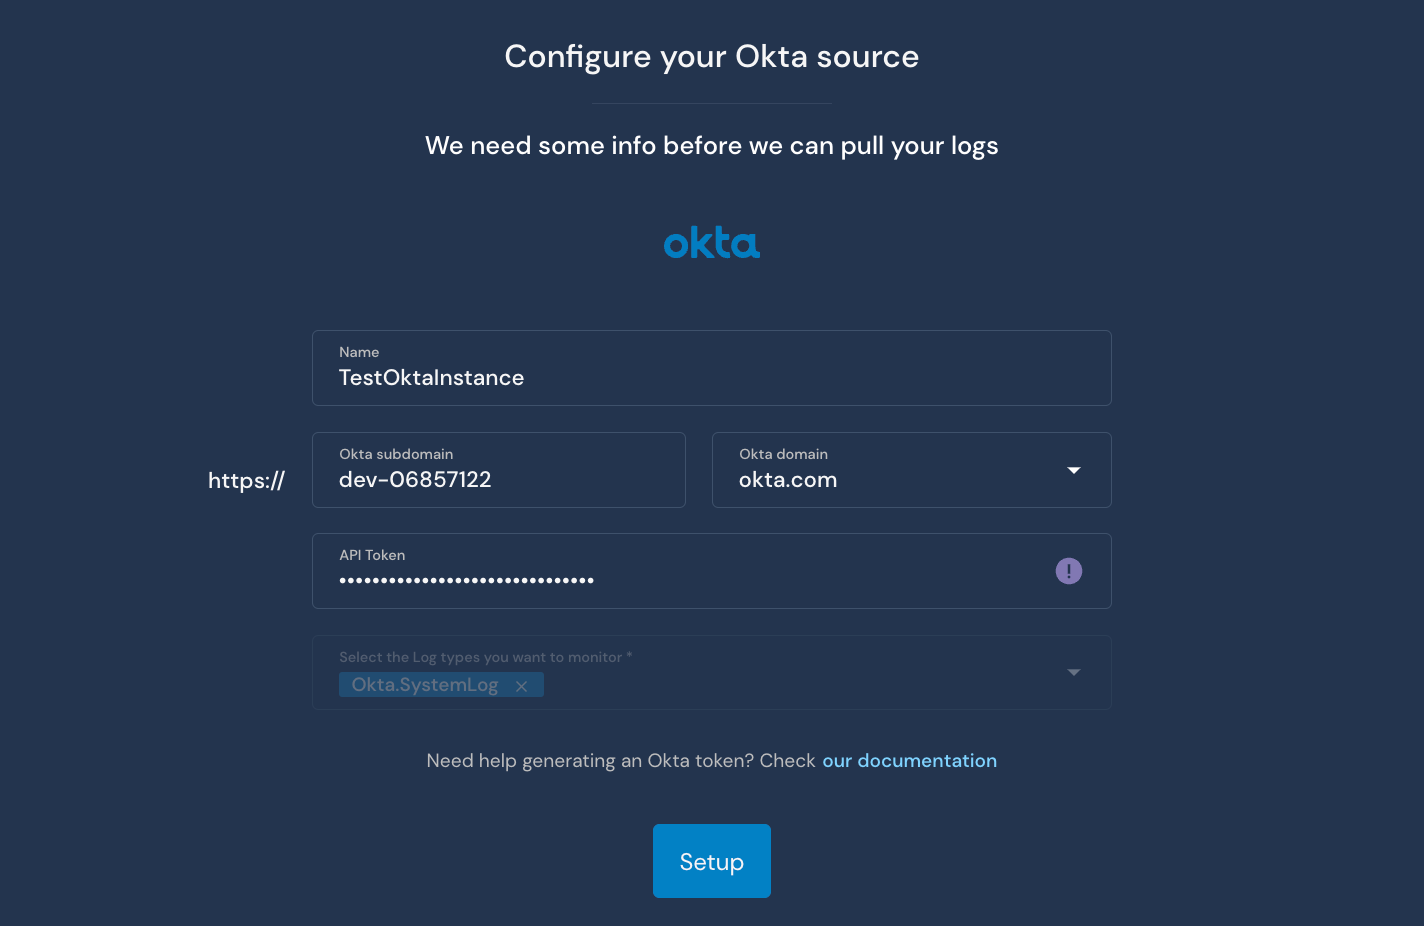 Configure your Okta source
We need some info before we can pull your logs
okta
Name
TestOktaInstance
https://
Okta subdomain
dev-06857122
Okta domain
okta.com
API Token
•••••••••••••••••••••••••••••••
!
Select the Log types you want to monitor *
Okta.SystemLog ×
Need help generating an Okta token? Check our documentation
Setup